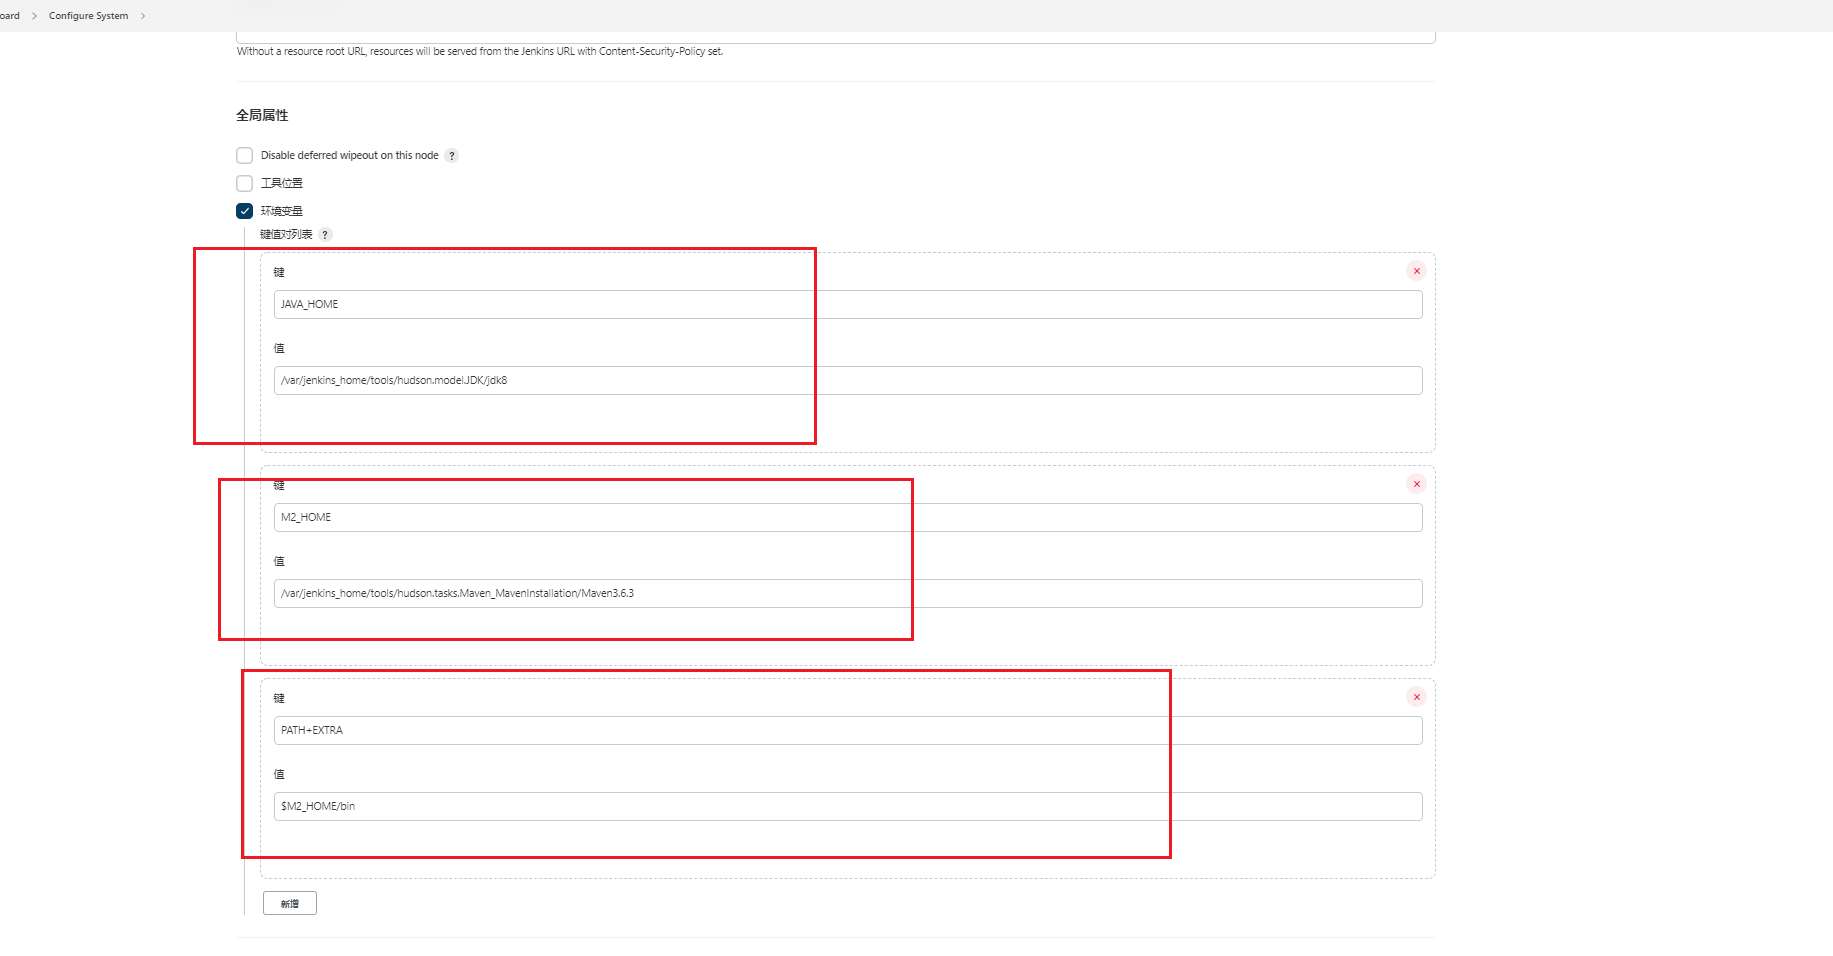 oard > Configure System >
Without a resource root URL, resources will be served from the Jenkins URL with Content-Security-Policy set.
全局属性
Disable deferred wipeout on this node ?
工具位置
环境变量
键值对列表 ?
键
JAVA_HOME
值
/var/jenkins_home/tools/hudson.model.JDK/jdk8
键
M2_HOME
值
/var/jenkins_home/tools/hudson.tasks.Maven_MavenInstallation/Maven3.6.3
键
PATH+EXTRA
值
$M2_HOME/bin
新增